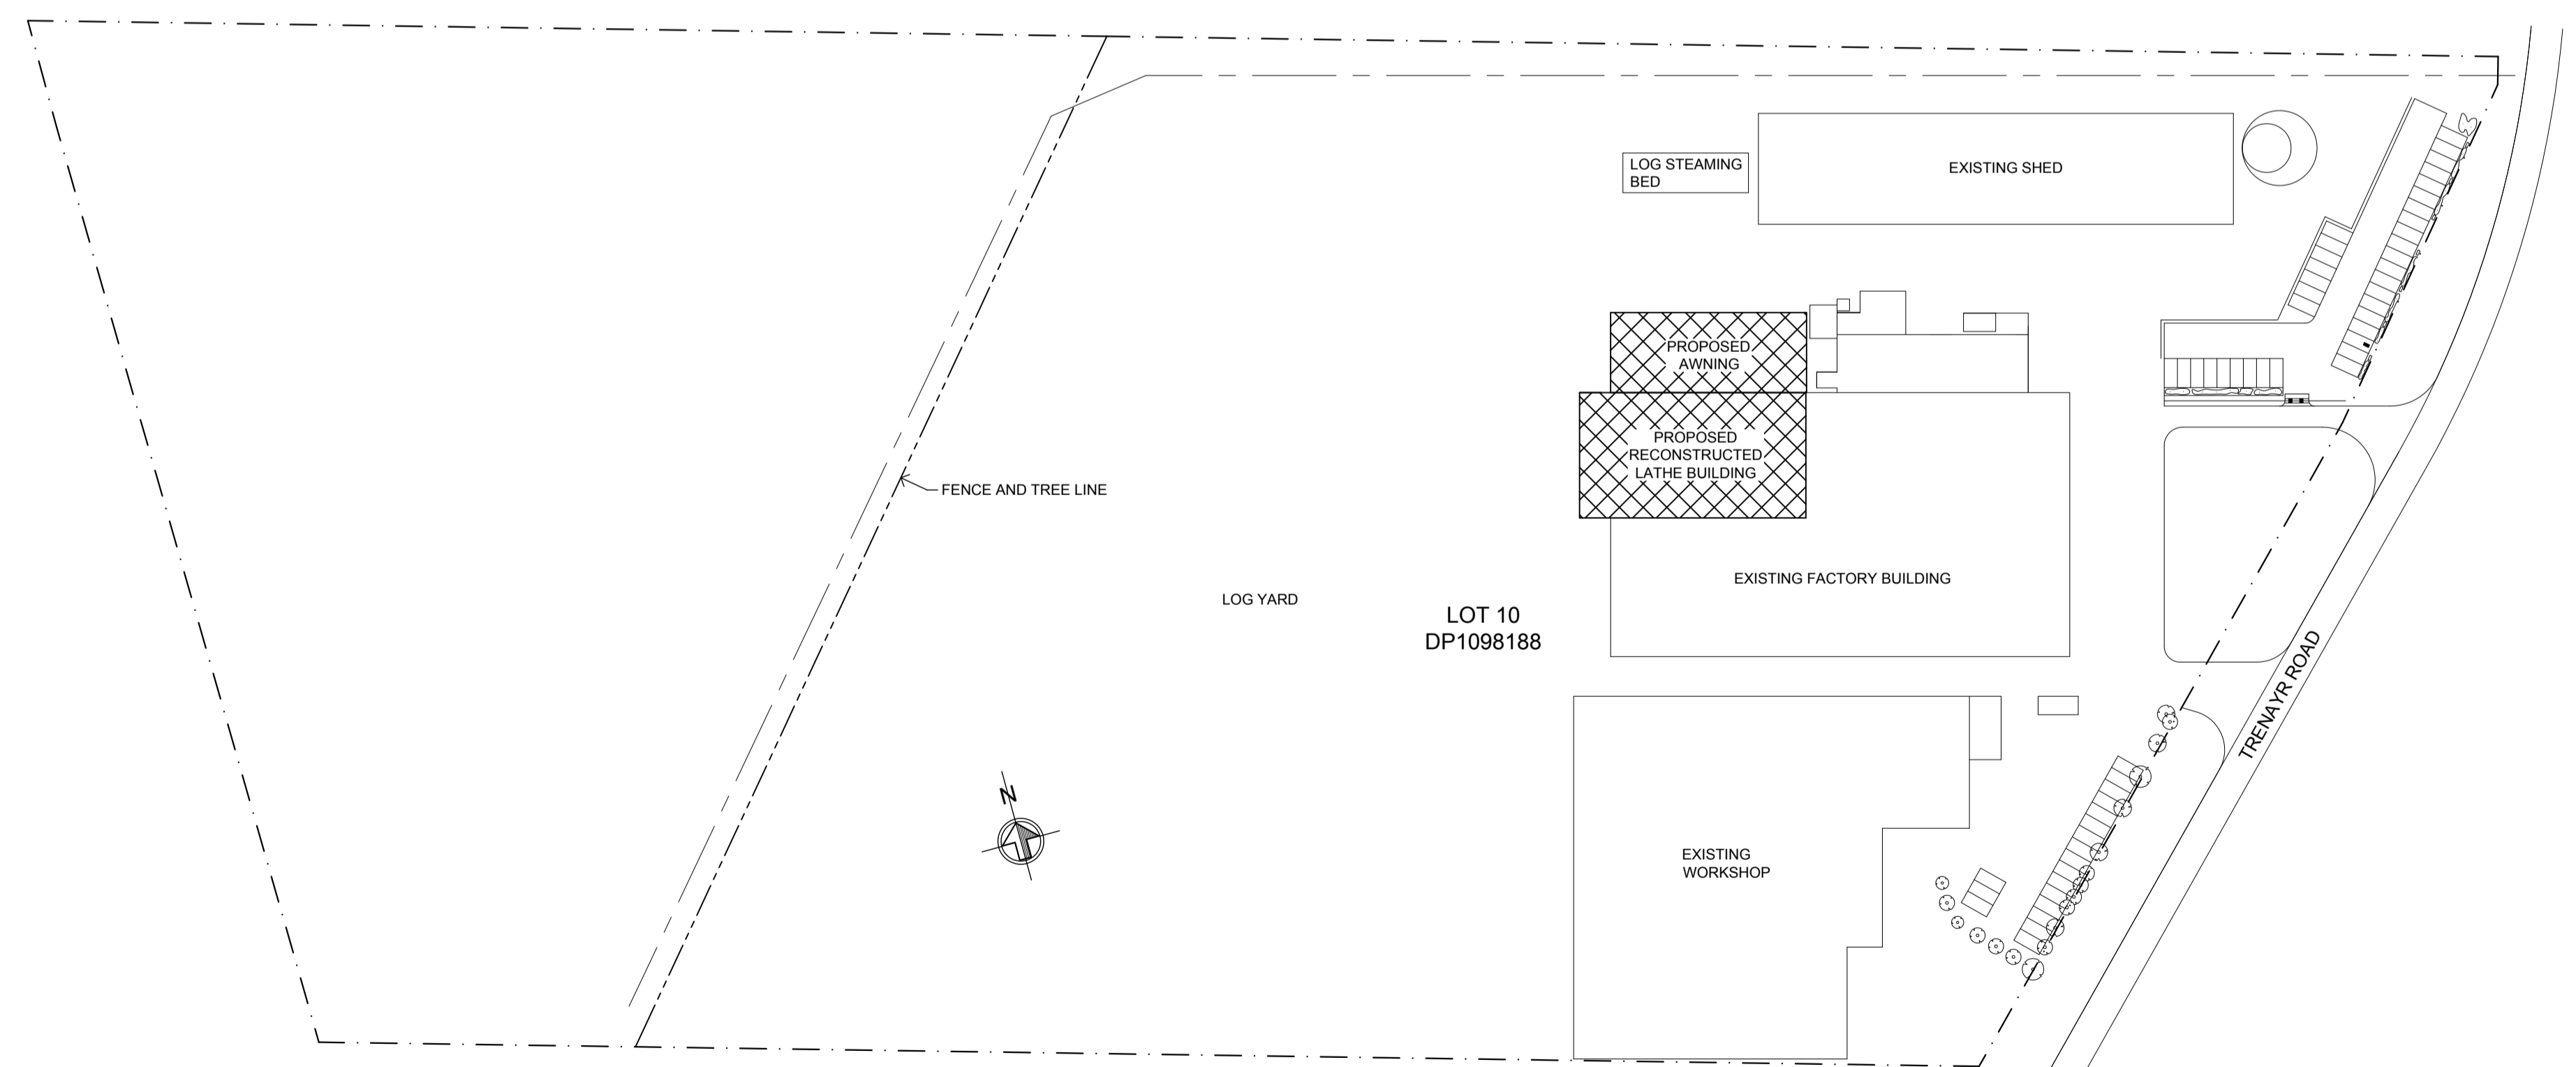 LOG STEAMING
BED
EXISTING SHED
PROPOSED
AWNING
PROPOSED
RECONSTRUCTED
LATHE BUILDING
FENCE AND TREE LINE
EXISTING FACTORY BUILDING
LOG YARD
LOT 10
DP1098188
TRENAYR ROAD
N
EXISTING
WORKSHOP